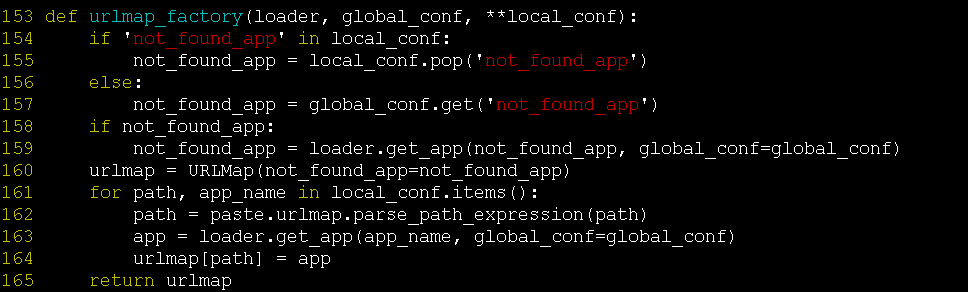 153 def urlmap_factory(loader, global_conf, **local_conf):
154     if 'not_found_app' in local_conf:
155         not_found_app = local_conf.pop('not_found_app')
156     else:
157         not_found_app = global_conf.get('not_found_app')
158     if not_found_app:
159         not_found_app = loader.get_app(not_found_app, global_conf=global_conf)
160     urlmap = URLMap(not_found_app=not_found_app)
161     for path, app_name in local_conf.items():
162         path = paste.urlmap.parse_path_expression(path)
163         app = loader.get_app(app_name, global_conf=global_conf)
164         urlmap[path] = app
165     return urlmap